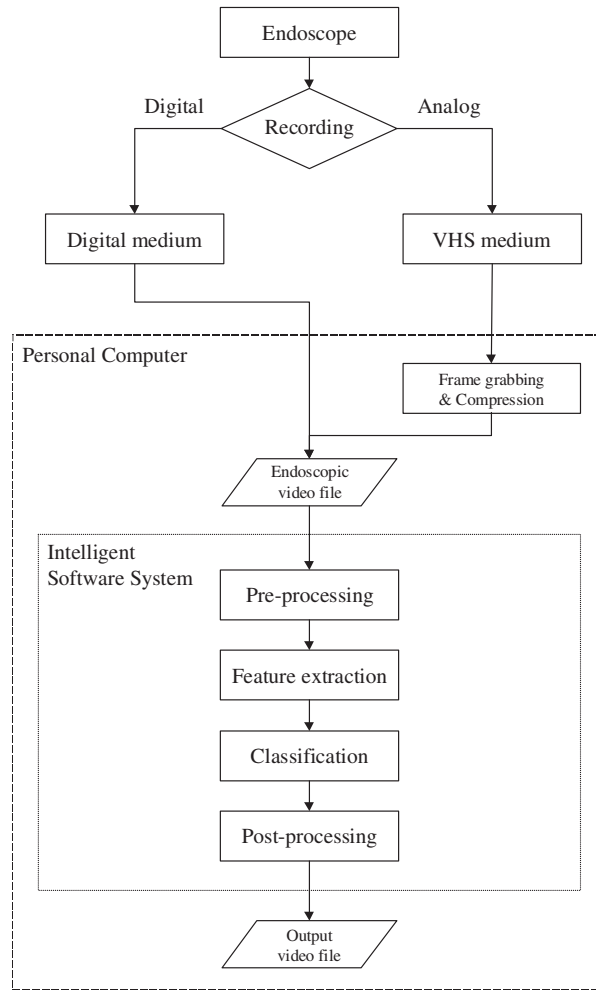 Endoscope
Digital
Analog
Recording
Digital medium
VHS medium
Personal Computer
Frame grabbing
& Compression
Endoscopic
video file
Intelligent
Software System
Pre-processing
Feature extraction
Classification
Post-processing
Output
video file